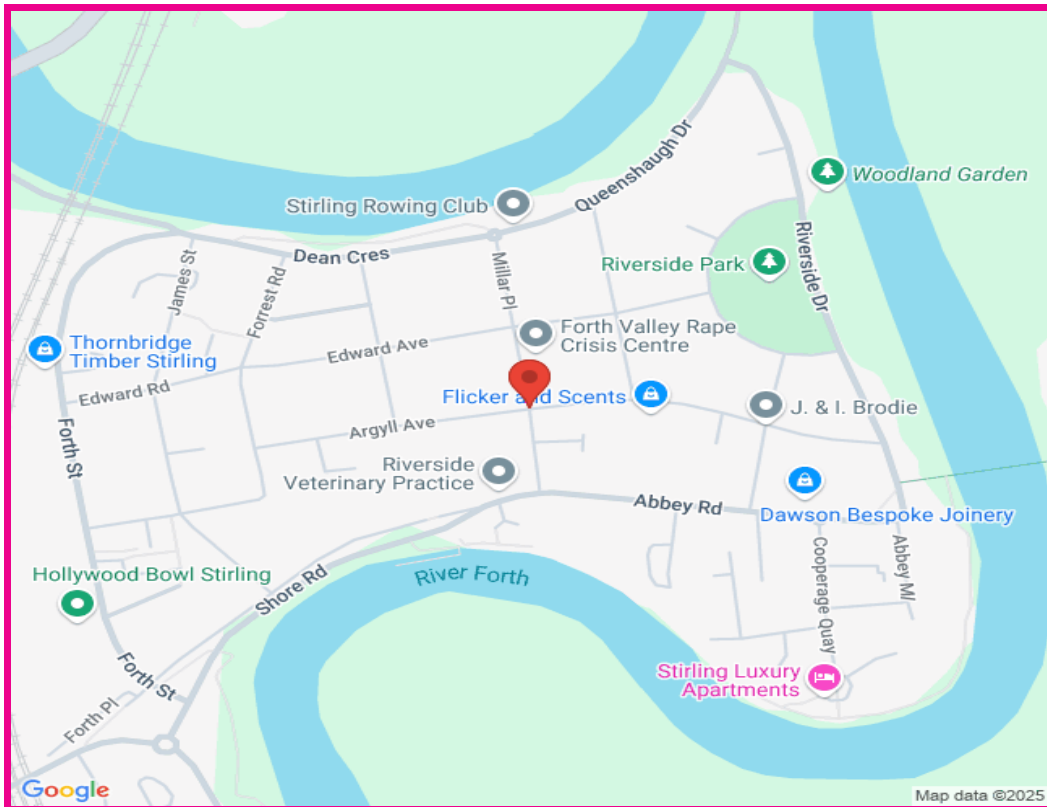 Woodland Garden
Stirling Rowing Club
Queenshaugh Dr
Riverside Dr
Dean Cres
James St
Forrest Rd
Millar Pl
Riverside Park
Thornbridge
Timber Stirling
Edward Ave
Forth Valley Rape
Crisis Centre
Edward Rd
Flicker and Scents
J. & I. Brodie
Forth St
Argyll Ave
Riverside
Veterinary Practice
Abbey Rd
Dawson Bespoke Joinery
Cooperage Quay
Abbey Ml
Hollywood Bowl Stirling
Shore Rd
River Forth
Forth St
Stirling Luxury
Apartments
Forth Pl
Google
Map data ©2025